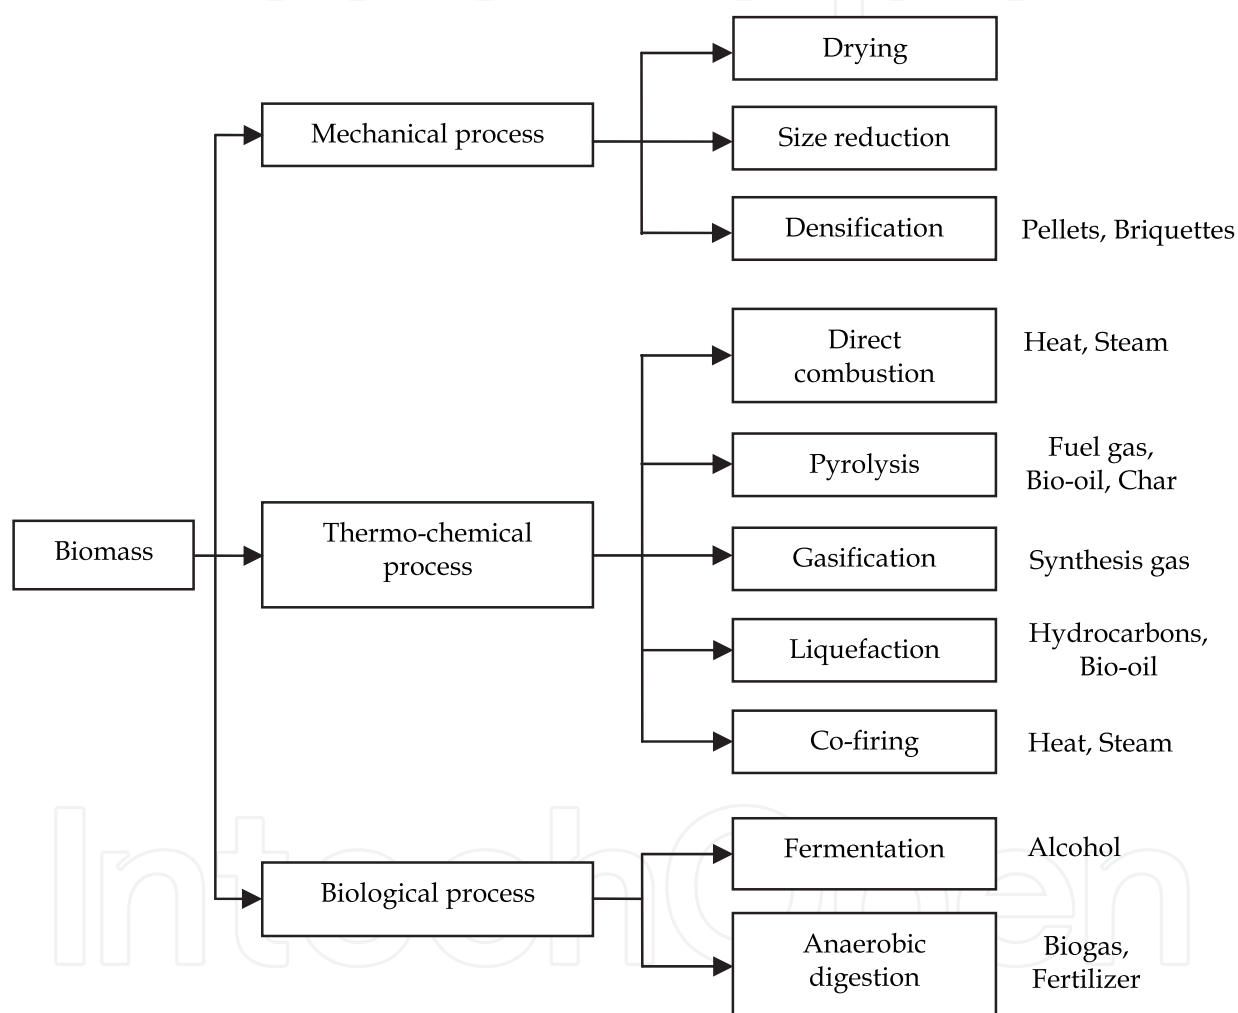 Drying
Mechanical process
Size reduction
Densification
Pellets, Briquettes
Direct
combustion
Heat, Steam
Pyrolysis
Fuel gas,
Bio-oil, Char
Biomass
Thermo-chemical
process
Gasification
Synthesis gas
Liquefaction
Hydrocarbons,
Bio-oil
Co-firing
Heat, Steam
Biological process
Fermentation
Alcohol
Anaerobic
digestion
Biogas,
Fertilizer
IntechOpen